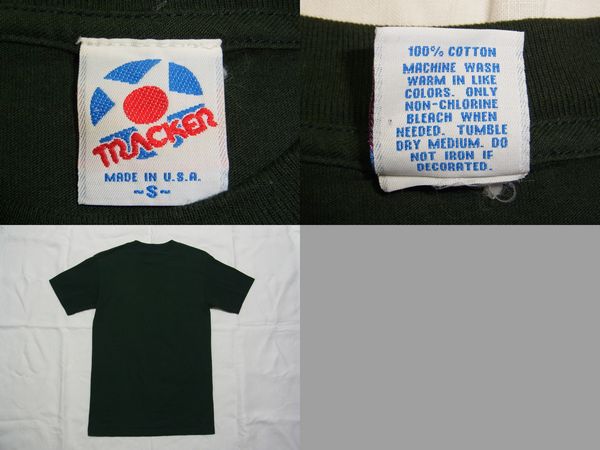 TRACKER
MADE IN U.S.A.
~S~
100% COTTON
MACHINE WASH
WARM IN LIKE
COLORS. ONLY
NON-CHLORINE
BLEACH WHEN
NEEDED. TUMBLE
DRY MEDIUM. DO
NOT IRON IF
DECORATED.